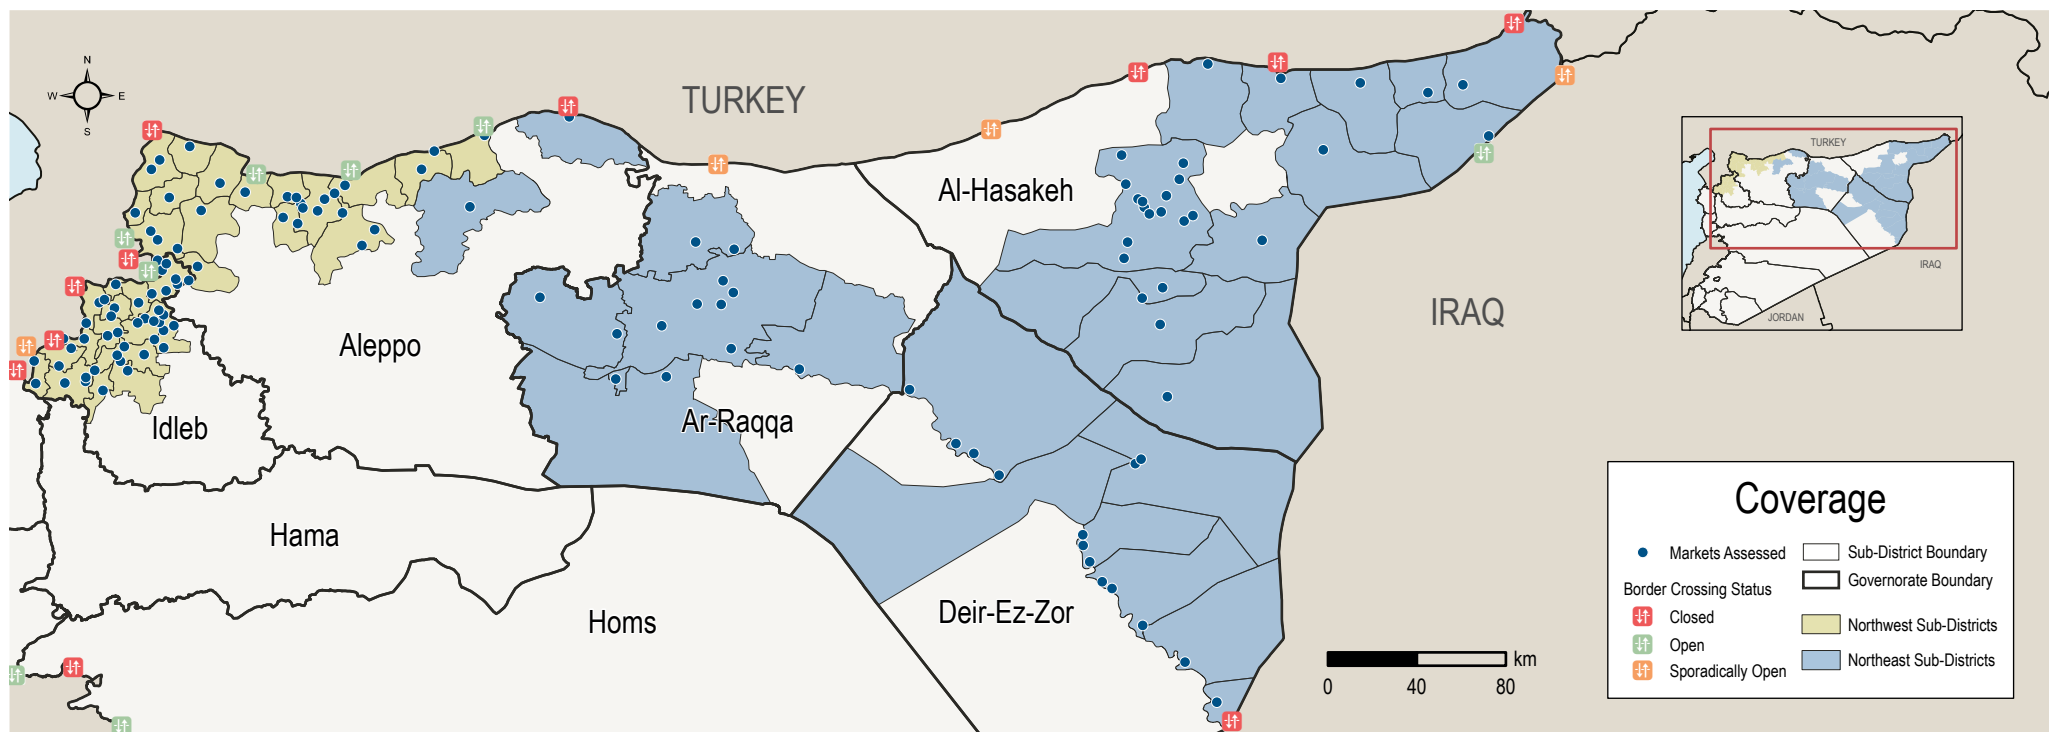 N
W
E
S
TURKEY
Al-Hasakeh
IRAQ
Aleppo
Ar-Raqqa
Idleb
Hama
Homs
Deir-Ez-Zor
km
0 40 80
TURKEY
IRAQ
JORDAN
Coverage
Markets Assessed
Border Crossing Status
Closed
Open
Sporadically Open
Sub-District Boundary
Governorate Boundary
Northwest Sub-Districts
Northeast Sub-Districts